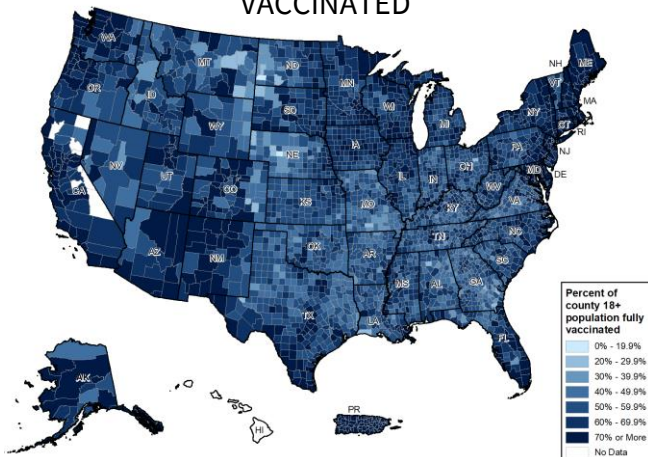 VACCINATED
WA
MT
ND
MN
NH
ME
VT
OR
ID
SD
WI
NY
MA
WY
MI
CT
RI
IA
PA
NE
NJ
NV
IL
IN
OH
MD
UT
CO
WV
DE
CA
KS
MO
KY
VA
TN
NC
AZ
NM
OK
AR
SC
MS
AL
GA
TX
LA
FL
AK
HI
PR
Percent of
county 18+
population fully
vaccinated
0% - 19.9%
20% - 29.9%
30% - 39.9%
40% - 49.9%
50% - 59.9%
60% - 69.9%
70% or More
No Data